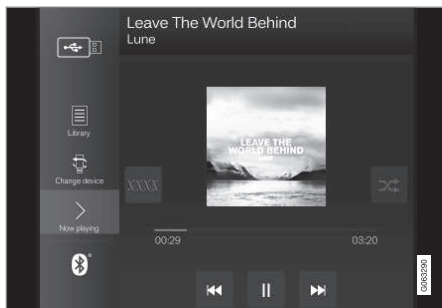 Leave The World Behind
Lune
Library
Change device
Now playing
LEAVE THE
WORLD BEHIND
LUNE
XXXX
00:29
03:20
G063290